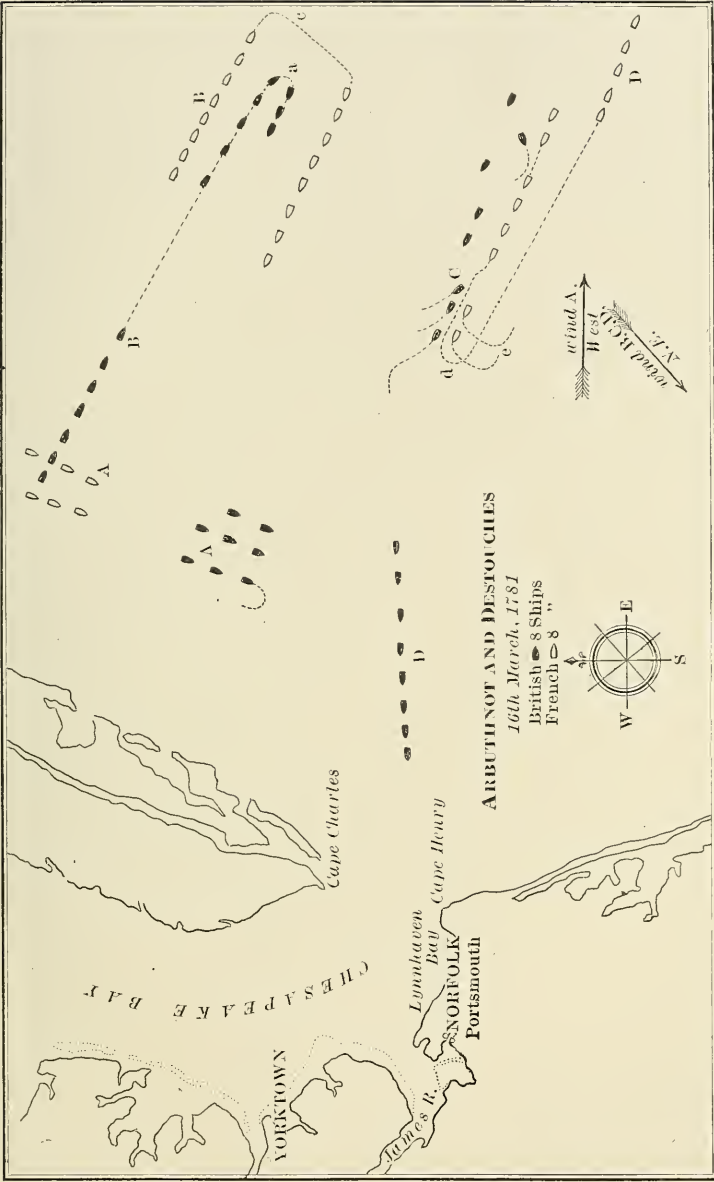 ARBUTHNOT AND DESTOUCHES
16th March, 1781
British 8 Ships
French 8 "
W
E
S
wind A.
West
wind B.C.D.
N.E.
CHESAPEAKE BAY
Cape Charles
Lynnhaven
Bay
Cape Henry
NORFOLK
Portsmouth
James R.
YORKTOWN
A
A
B
B
a
c
C
d
e
D
D